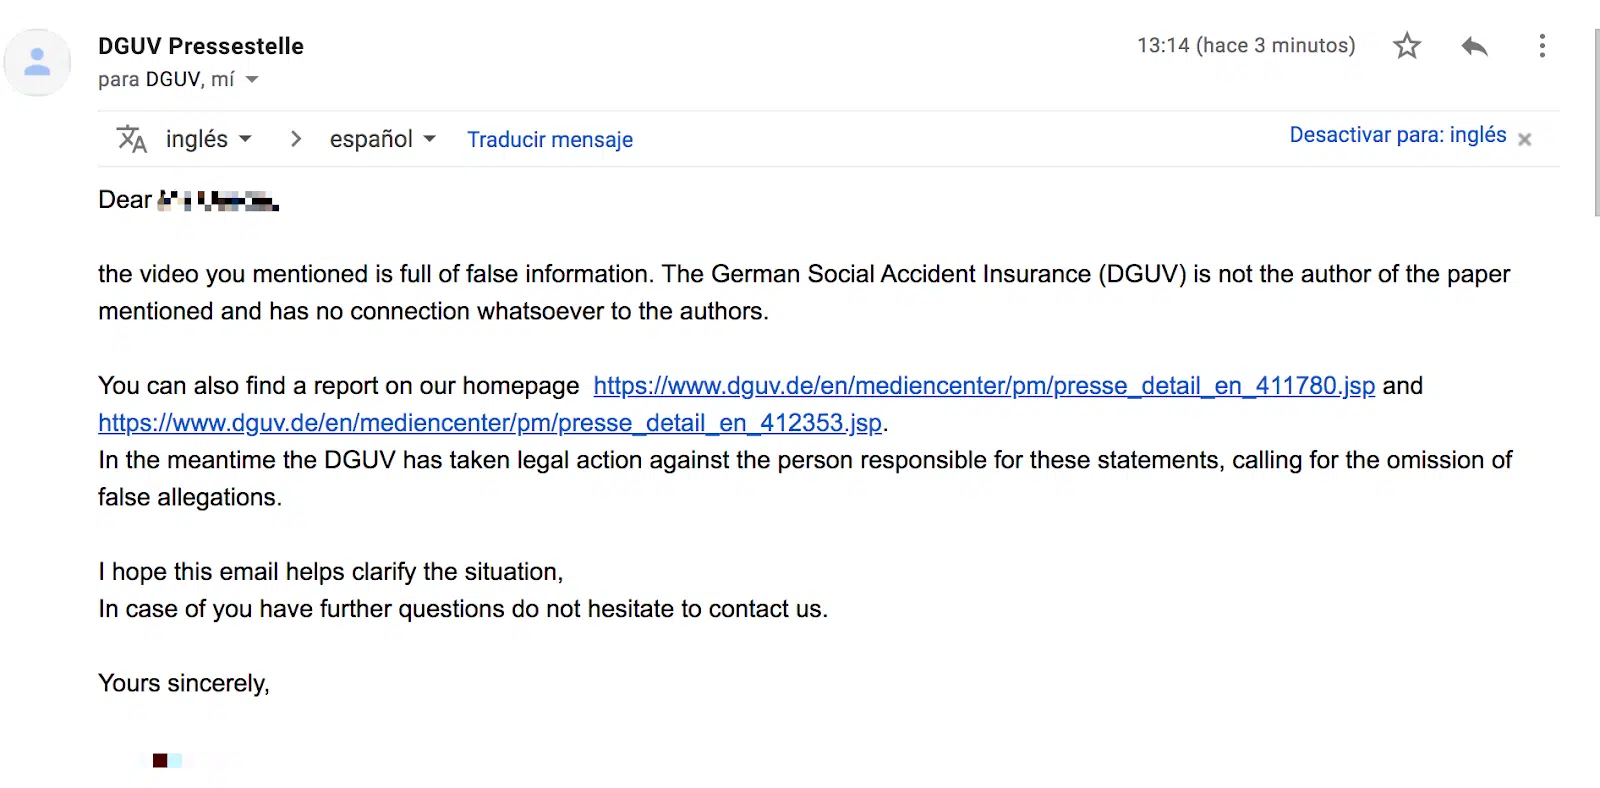 DGUV Pressestelle
13:14 (hace 3 minutos)
para DGUV, mí
inglés
español
Traducir mensaje
Desactivar para: inglés
Dear
the video you mentioned is full of false information. The German Social Accident Insurance (DGUV) is not the author of the paper
mentioned and has no connection whatsoever to the authors.
You can also find a report on our homepage https://www.dguv.de/en/mediencenter/pm/presse_detail_en_411780.jsp and
https://www.dguv.de/en/mediencenter/pm/presse_detail_en_412353.jsp.
In the meantime the DGUV has taken legal action against the person responsible for these statements, calling for the omission of
false allegations.
I hope this email helps clarify the situation,
In case of you have further questions do not hesitate to contact us.
Yours sincerely,